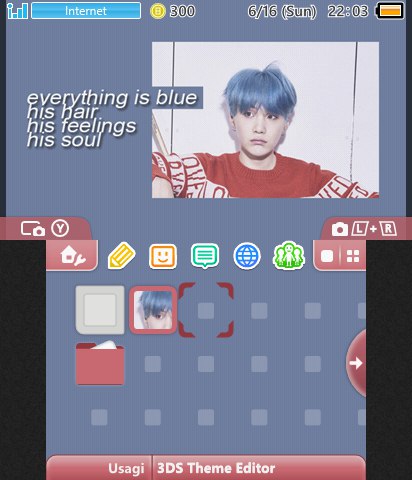 Internet
B 300
6/16 (Sun)
22:03
everything is blue
his hair
his feelings
his soul
Y
L+R
Usagi
3DS Theme Editor